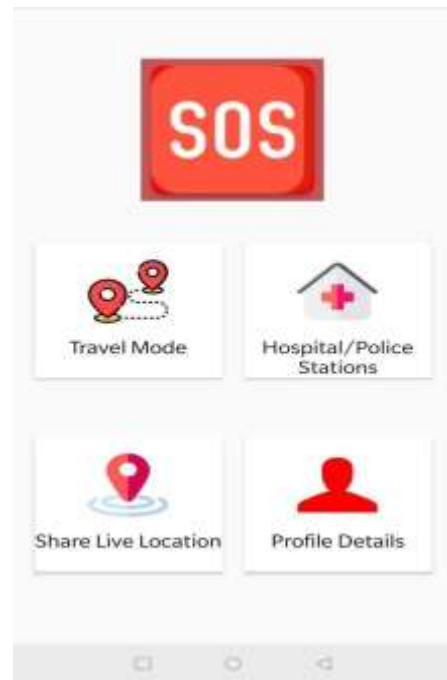 SOS
Travel Mode
Hospital/Police
Stations
Share Live Location
Profile Details